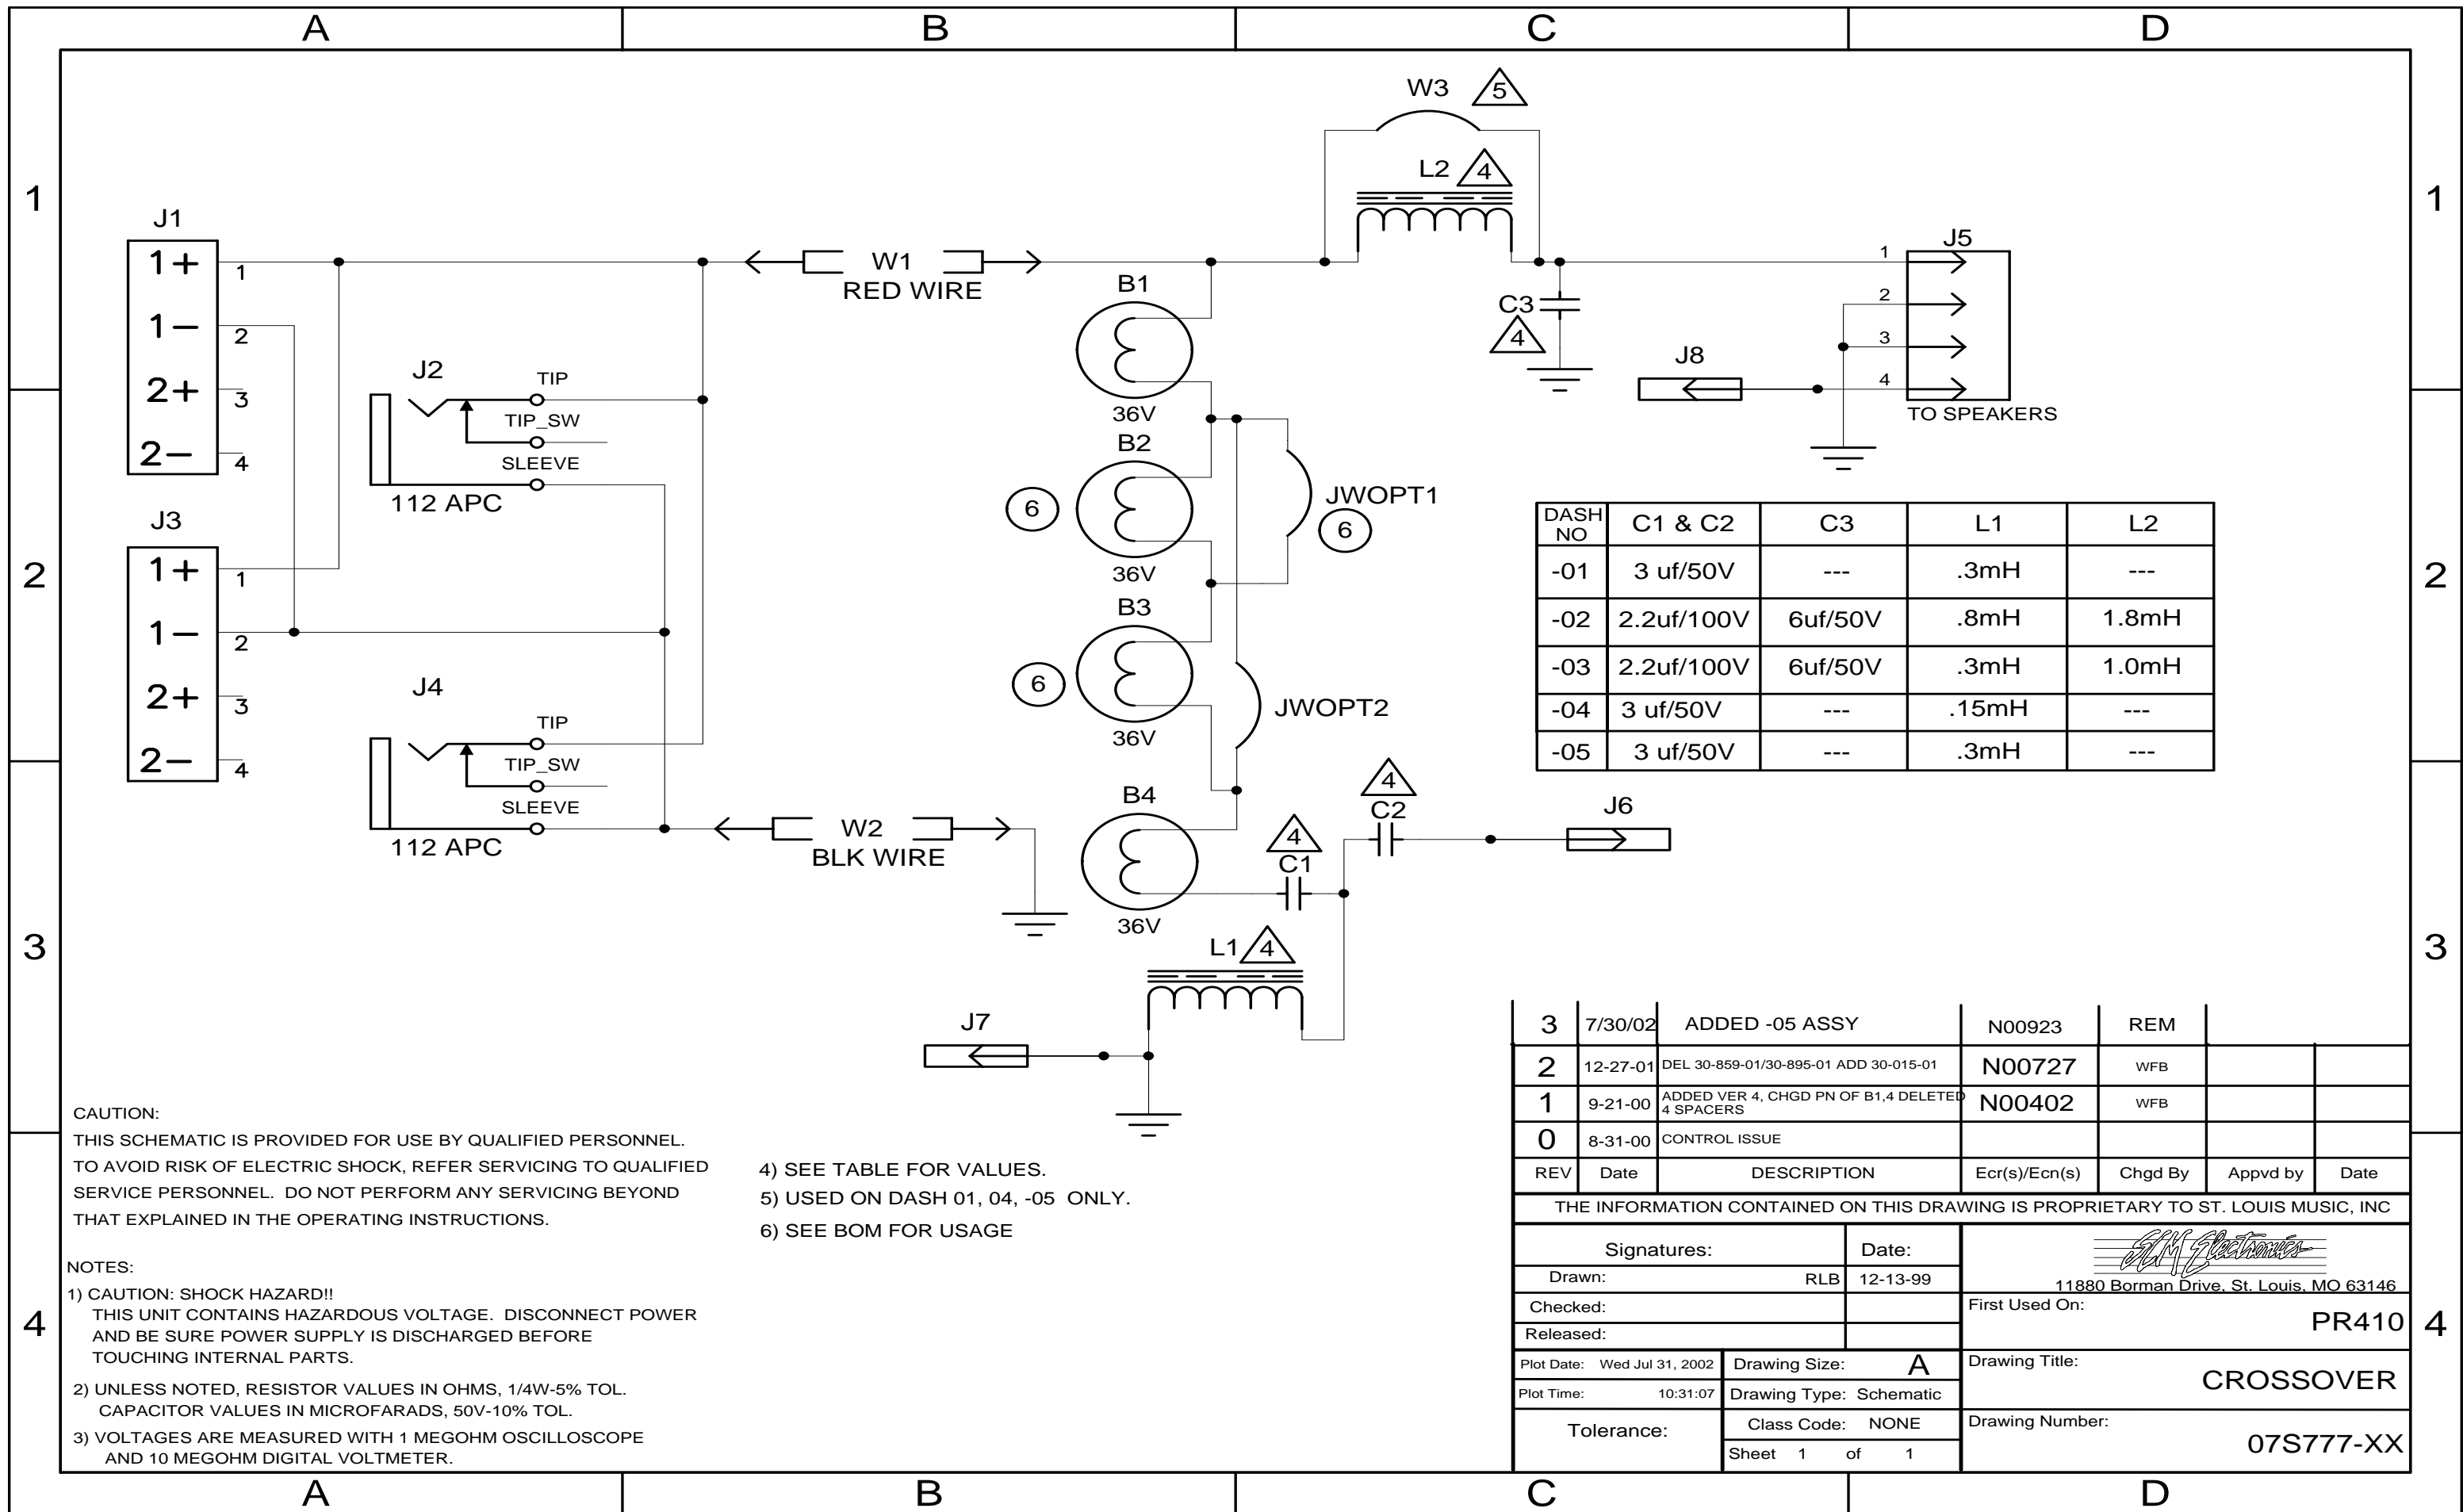 A B C D
1
2
3
4
1
2
3
4
J1
1+ 1
1- 2
2+ 3
2- 4
J3
1+ 1
1- 2
2+ 3
2- 4
J2
TIP
TIP_SW
SLEEVE
112 APC
J4
TIP
TIP_SW
SLEEVE
112 APC
W1
RED WIRE
W2
BLK WIRE
B1
36V
B2
6
36V
B3
6
36V
B4
36V
JWOPT1
6
JWOPT2
W3 5
L2 4
C3
4
J5
1
2
3
4
TO SPEAKERS
J8
4
C2
4
C1
J6
L1 4
J7
DASH NO C1 & C2 C3 L1 L2
-01 3 uf/50V --- .3mH ---
-02 2.2uf/100V 6uf/50V .8mH 1.8mH
-03 2.2uf/100V 6uf/50V .3mH 1.0mH
-04 3 uf/50V --- .15mH ---
-05 3 uf/50V --- .3mH ---
CAUTION:
THIS SCHEMATIC IS PROVIDED FOR USE BY QUALIFIED PERSONNEL.
TO AVOID RISK OF ELECTRIC SHOCK, REFER SERVICING TO QUALIFIED
SERVICE PERSONNEL. DO NOT PERFORM ANY SERVICING BEYOND
THAT EXPLAINED IN THE OPERATING INSTRUCTIONS.
NOTES:
1) CAUTION: SHOCK HAZARD!!
THIS UNIT CONTAINS HAZARDOUS VOLTAGE. DISCONNECT POWER
AND BE SURE POWER SUPPLY IS DISCHARGED BEFORE
TOUCHING INTERNAL PARTS.
2) UNLESS NOTED, RESISTOR VALUES IN OHMS, 1/4W-5% TOL.
CAPACITOR VALUES IN MICROFARADS, 50V-10% TOL.
3) VOLTAGES ARE MEASURED WITH 1 MEGOHM OSCILLOSCOPE
AND 10 MEGOHM DIGITAL VOLTMETER.
4) SEE TABLE FOR VALUES.
5) USED ON DASH 01, 04, -05 ONLY.
6) SEE BOM FOR USAGE
3 7/30/02 ADDED -05 ASSY N00923 REM
2 12-27-01 DEL 30-859-01/30-895-01 ADD 30-015-01 N00727 WFB
1 9-21-00 ADDED VER 4, CHGD PN OF B1,4 DELETED
4 SPACERS N00402 WFB
0 8-31-00 CONTROL ISSUE
REV Date DESCRIPTION Ecr(s)/Ecn(s) Chgd By Appvd by Date
THE INFORMATION CONTAINED ON THIS DRAWING IS PROPRIETARY TO ST. LOUIS MUSIC, INC
Signatures: Date:
Drawn: RLB 12-13-99
Checked:
Released:
SLM Electronics
11880 Borman Drive, St. Louis, MO 63146
First Used On:
PR410
Plot Date: Wed Jul 31, 2002 Drawing Size: A
Plot Time: 10:31:07 Drawing Type: Schematic
Drawing Title:
CROSSOVER
Tolerance: Class Code: NONE
Sheet 1 of 1
Drawing Number:
07S777-XX
A B C D